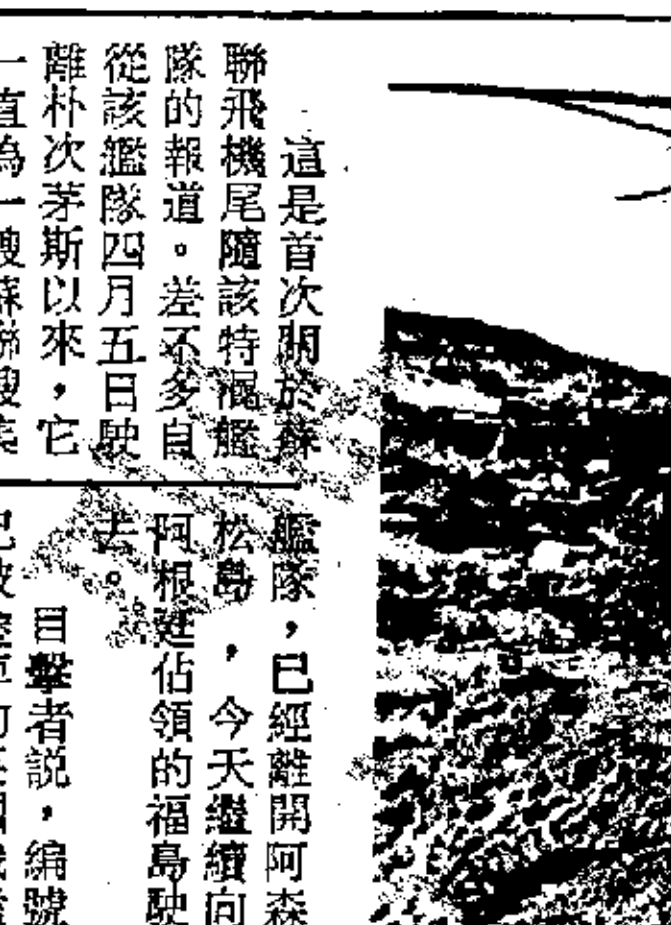 這是首次關於蘇
聯飛機尾隨該特混艦
隊的報道。差不多自
從該艦隊四月五日駛
離朴次茅斯以來，它
一直為一艘蘇聯搜集
艦隊，已經離開阿森
松島，今天繼續向
阿根廷佔領的福島駛
去。
目擊者説，編號